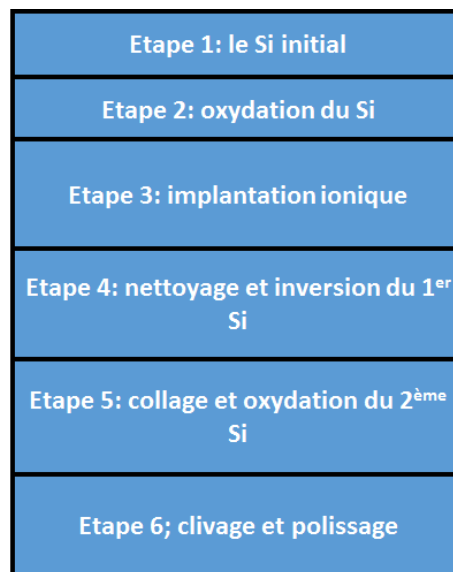 Etape 1: le Si initial
Etape 2: oxydation du Si
Etape 3: implantation ionique
Etape 4: nettoyage et inversion du 1er
Si
Etape 5: collage et oxydation du 2ème
Si
Etape 6; clivage et polissage